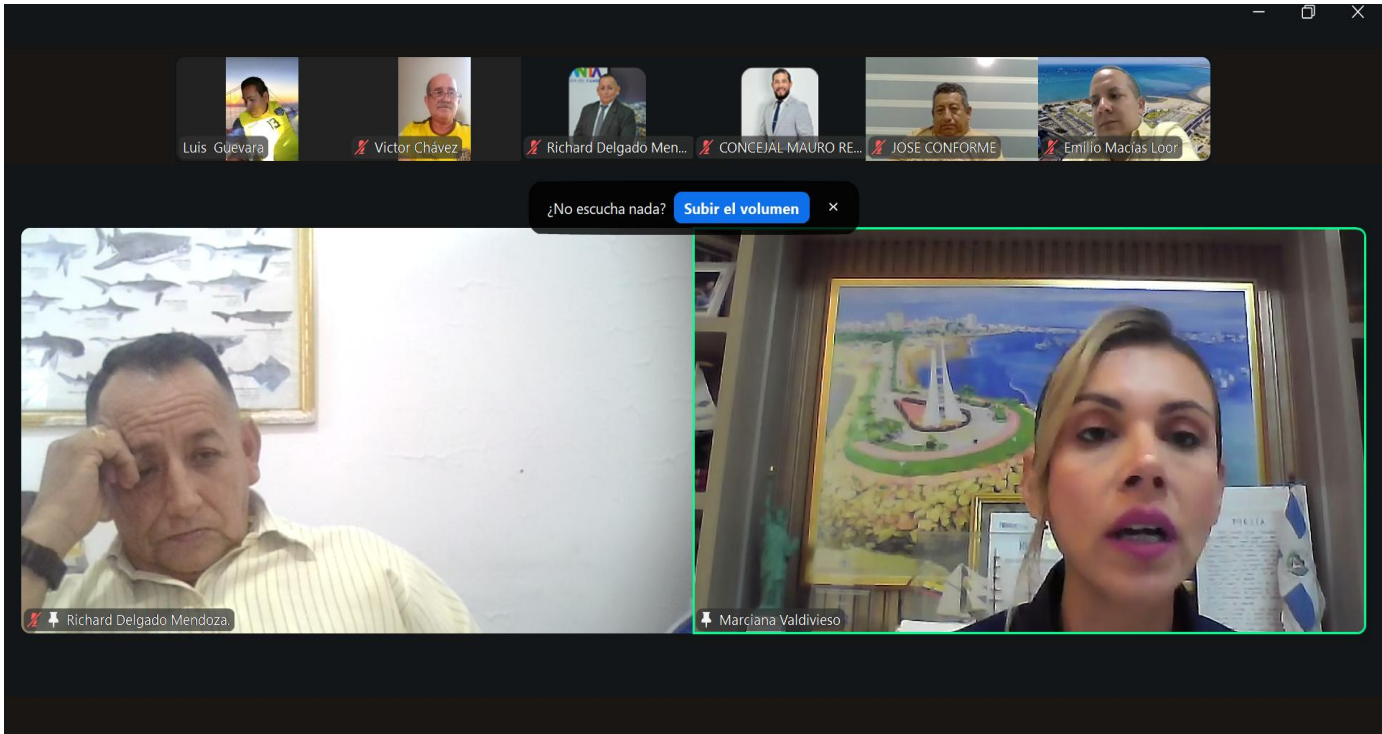 Luis Guevara
Victor Chávez
Richard Delgado Men...
CONCEJAL MAURO RE...
JOSE CONFORME
Emilio Macías Loor
¿No escucha nada? Subir el volumen
13
Richard Delgado Mendoza.
Marciana Valdivieso